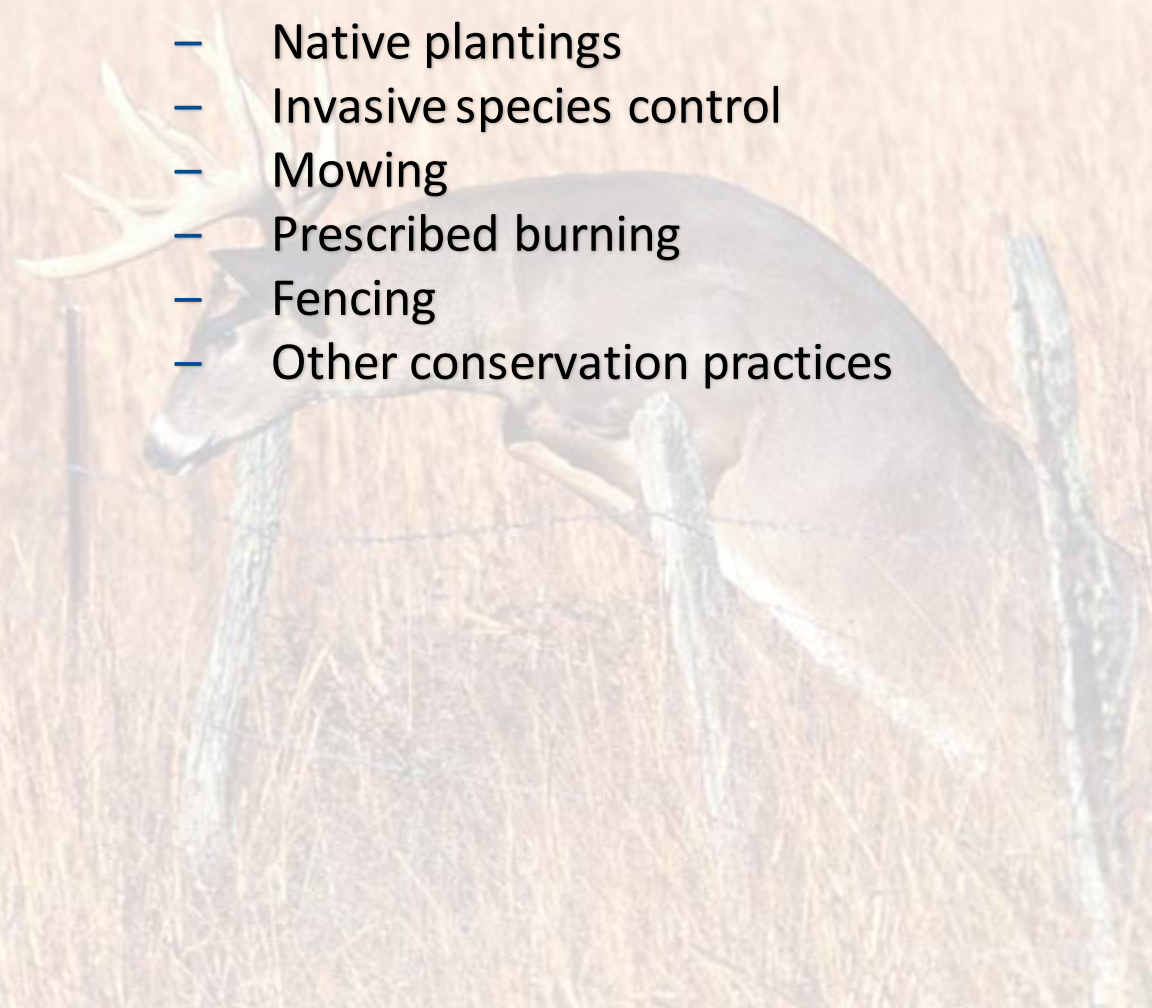 – Native plantings
– Invasive species control
– Mowing
– Prescribed burning
– Fencing
– Other conservation practices